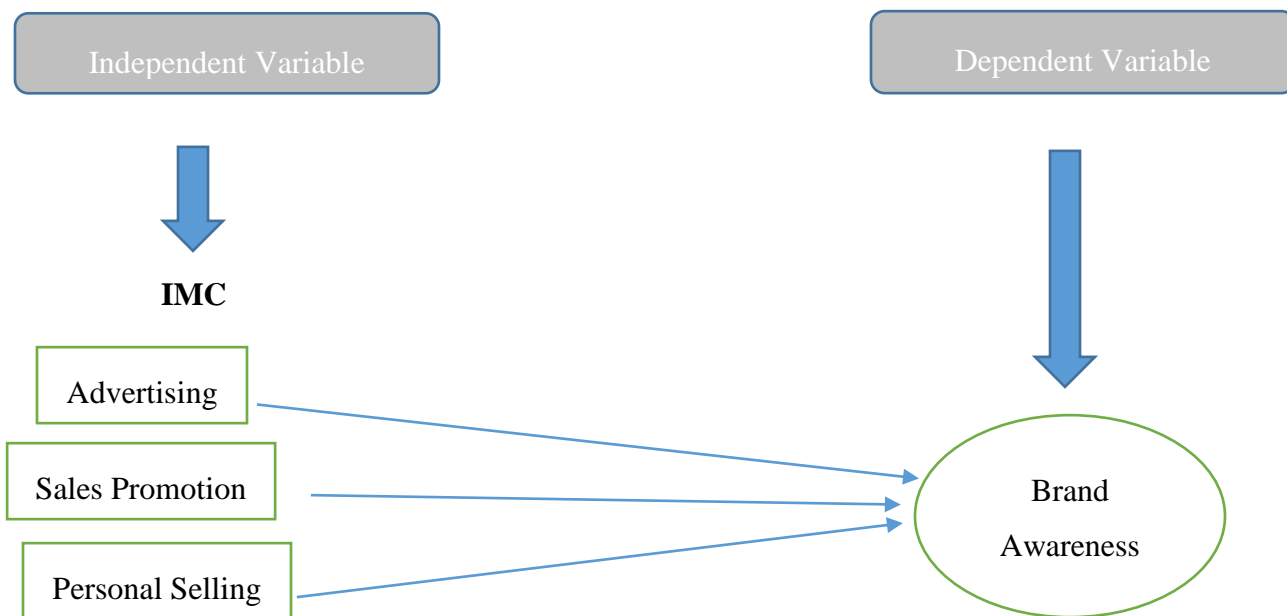 Independent Variable
Dependent Variable
IMC
Advertising
Sales Promotion
Personal Selling
Brand
Awareness